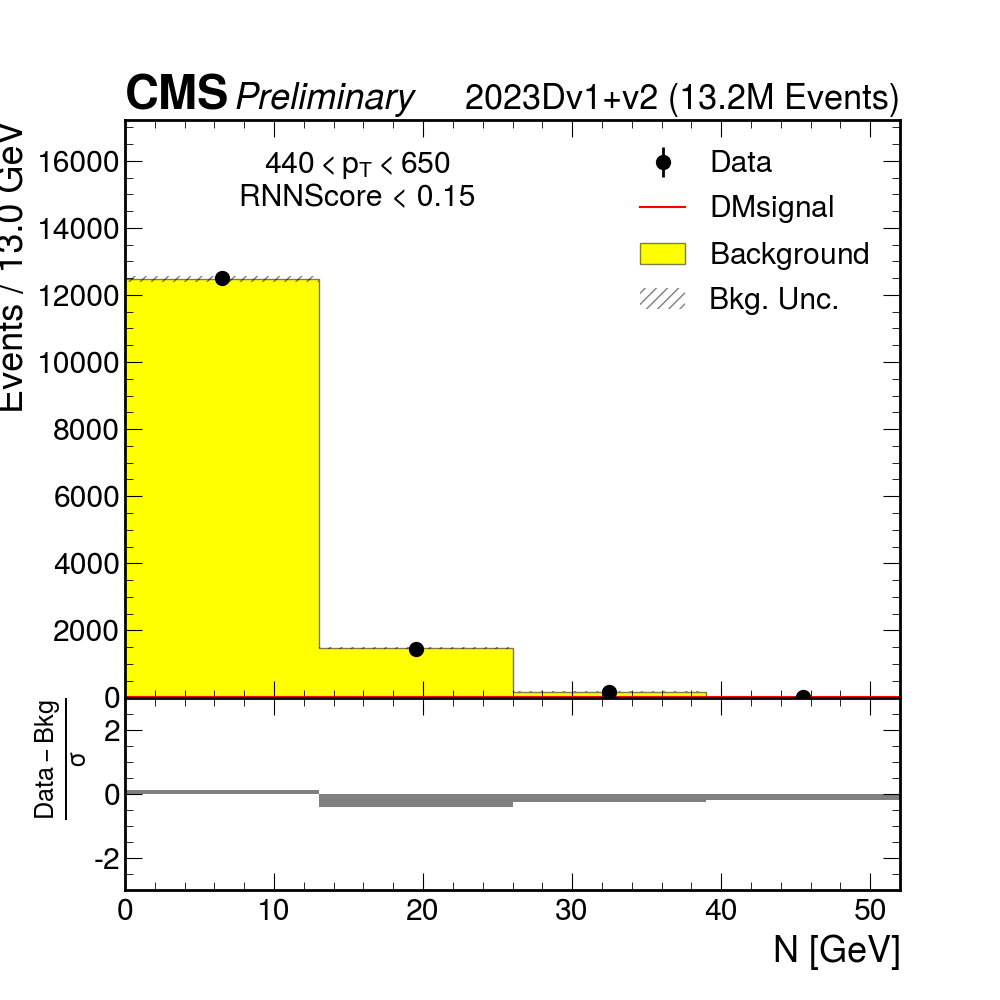 CMS Preliminary 2023Dv1+v2 (13.2M Events)
Events / 13.0 GeV
16000
14000
12000
10000
8000
6000
4000
2000
0
440 < pT < 650
RNNScore < 0.15
Data
DMsignal
Background
Bkg. Unc.
Data – Bkg
σ
2
0
-2
0 10 20 30 40 50
N [GeV]